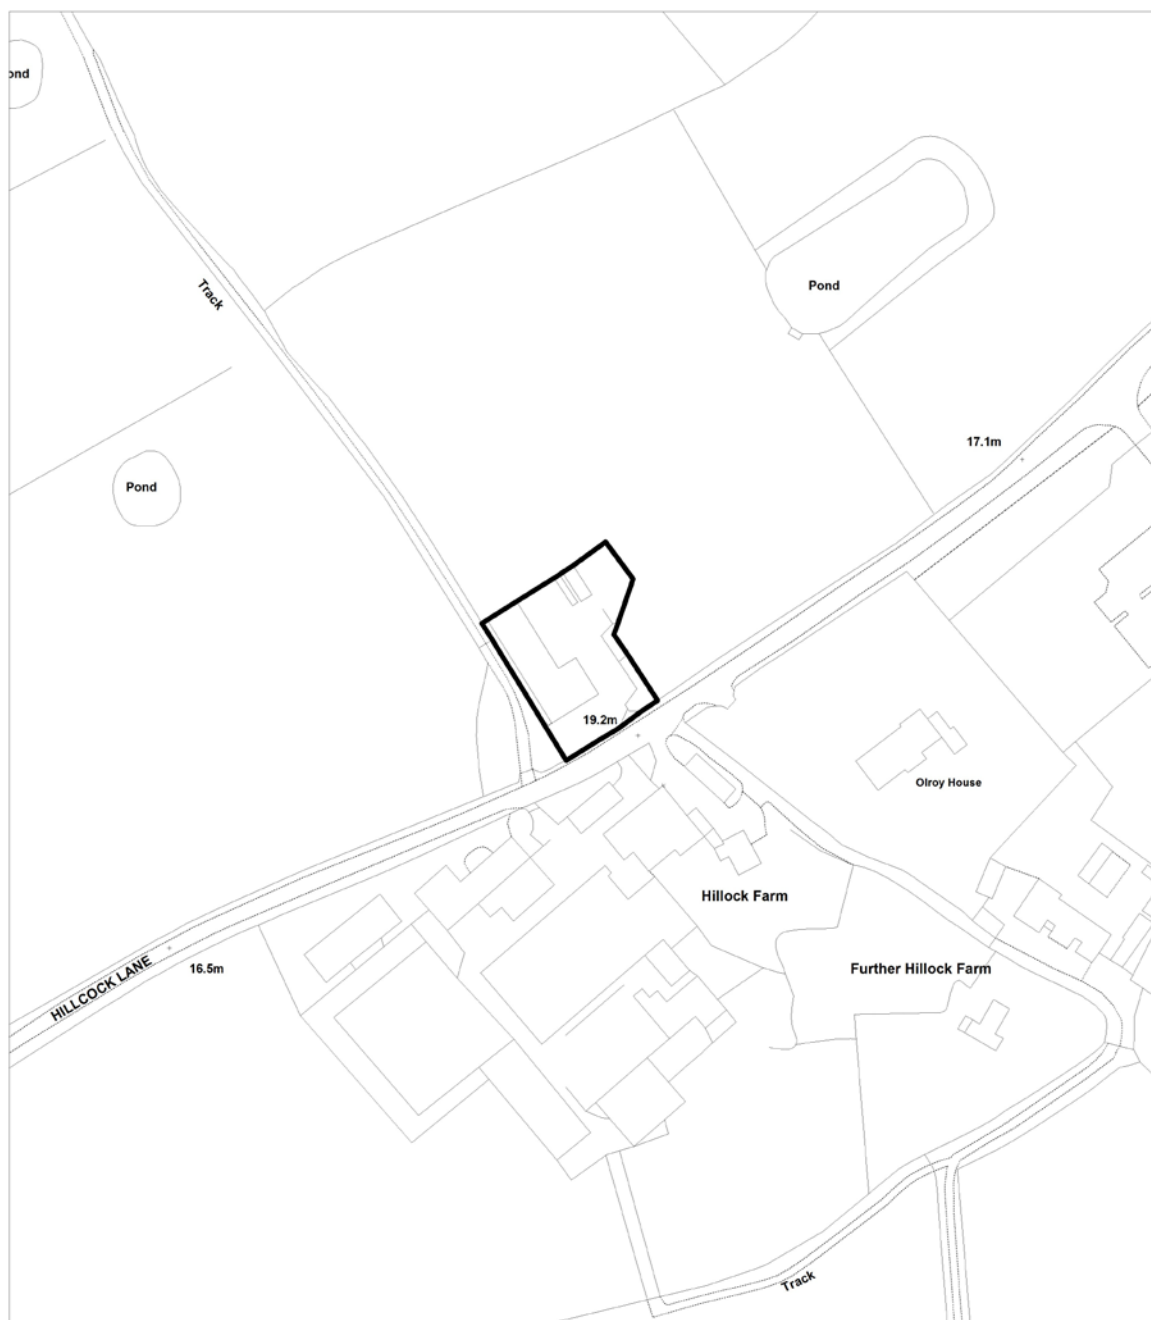 ond
Track
Pond
17.1m
Pond
19.2m
Olroy House
Hillock Farm
Further Hillock Farm
16.5m
HILLCOCK LANE
Track